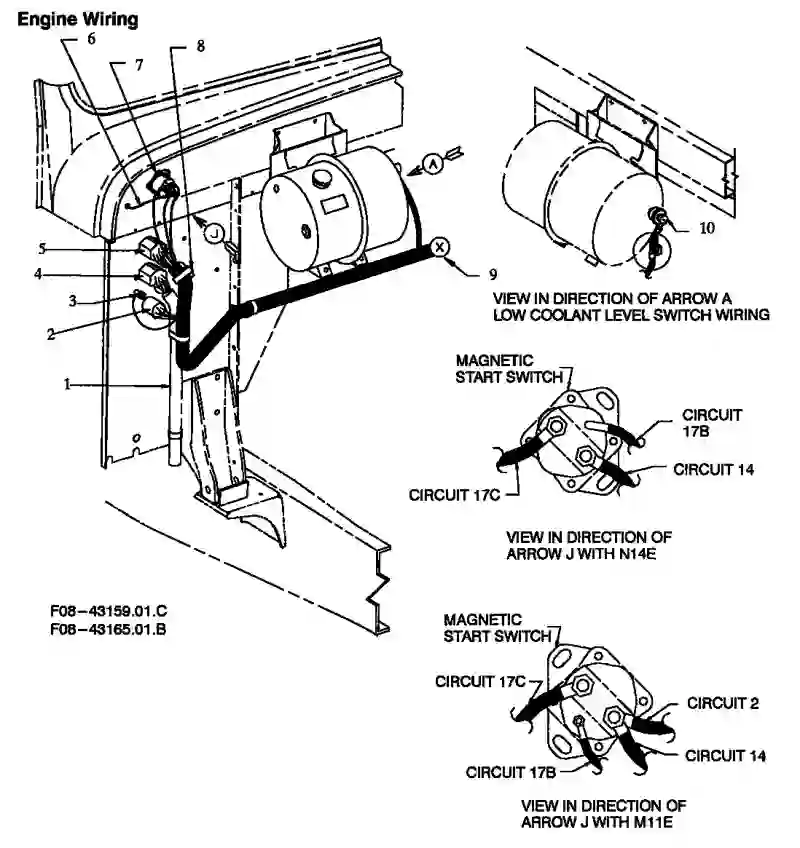 Engine Wiring
6
7
8
A
J
5
4
3
2
1
X
9
10
VIEW IN DIRECTION OF ARROW A
LOW COOLANT LEVEL SWITCH WIRING
MAGNETIC
START SWITCH
CIRCUIT
17B
CIRCUIT 14
CIRCUIT 17C
VIEW IN DIRECTION OF
ARROW J WITH N14E
F08-43159.01.C
F08-43165.01.B
MAGNETIC
START SWITCH
CIRCUIT 17C
CIRCUIT 2
CIRCUIT 14
CIRCUIT 17B
VIEW IN DIRECTION OF
ARROW J WITH M11E